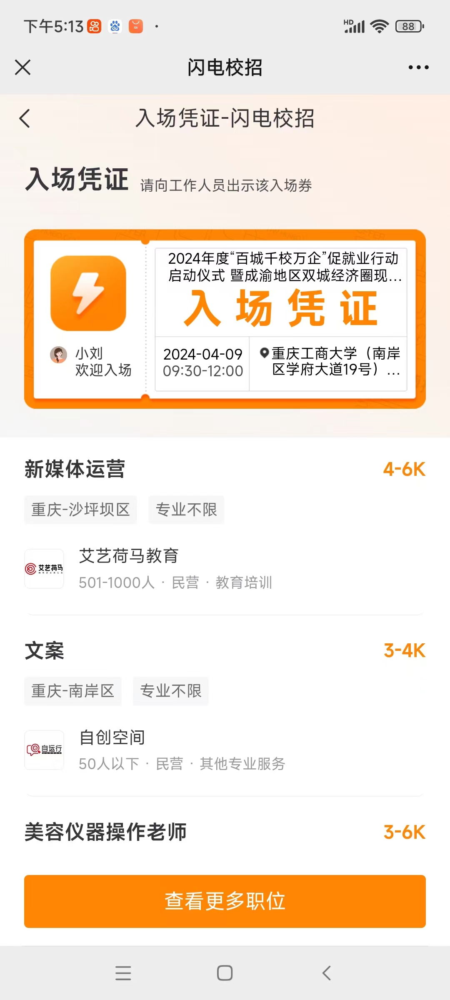 下午5:13
HD
88
闪电校招
入场凭证-闪电校招
入场凭证 请向工作人员出示该入场券
2024年度“百城千校万企”促就业行动
启动仪式 暨成渝地区双城经济圈现...
入场凭证
小刘
欢迎入场
2024-04-09
09:30-12:00
重庆工商大学（南岸
区学府大道19号）...
新媒体运营 4-6K
重庆-沙坪坝区 专业不限
艾艺荷马
艾艺荷马教育
501-1000人 · 民营 · 教育培训
文案 3-4K
重庆-南岸区 专业不限
自运行
自创空间
50人以下 · 民营 · 其他专业服务
美容仪器操作老师 3-6K
查看更多职位